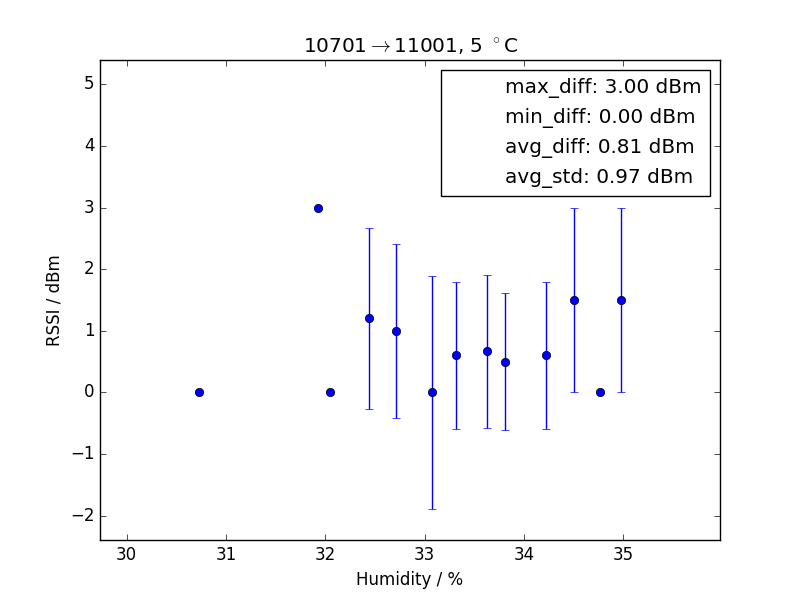 10701→11001, 5 °C
max_diff: 3.00 dBm
min_diff: 0.00 dBm
avg_diff: 0.81 dBm
avg_std: 0.97 dBm
RSSI / dBm
5
4
3
2
1
0
−1
−2
30 31 32 33 34 35
Humidity / %